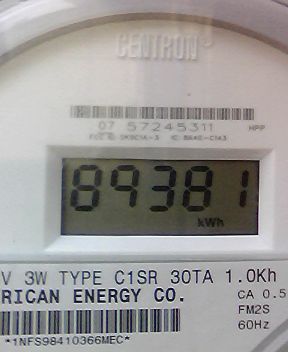 CENTRON
07 57245311 HPP
89381
kWh
V 3W TYPE C1SR 30TA 1.0Kh
RICAN ENERGY CO. CA 0.5
FM2S
60Hz
*1NFS98410366MEC*